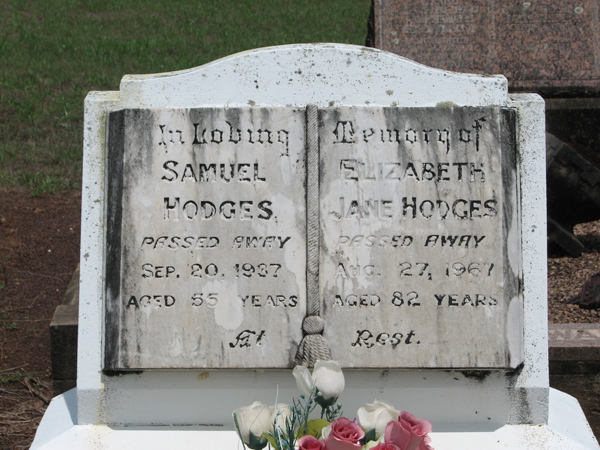 In Loving Memory of
SAMUEL
HODGES,
PASSED AWAY
SEP. 20, 1937
AGED YEARS
ELIZABETH
JANE HODGES
PASSED AWAY
AUG. 27, 1967
AGED 82 YEARS
At Rest.